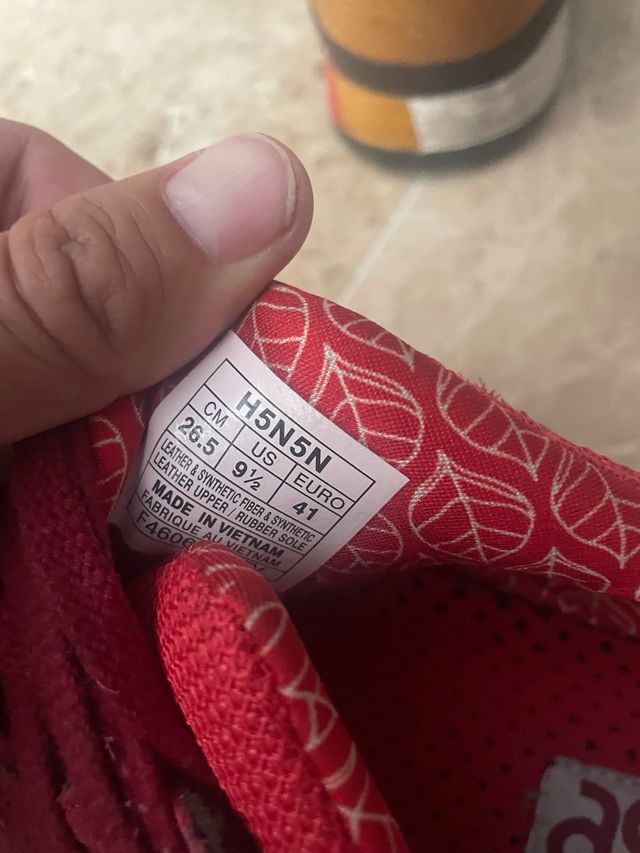 H5N5N
CM US EURO
26.5 9½ 41
LEATHER & SYNTHETIC FIBER & SYNTHETIC
LEATHER UPPER / RUBBER SOLE
MADE IN VIETNAM
FABRIQUE AU VIETNAM